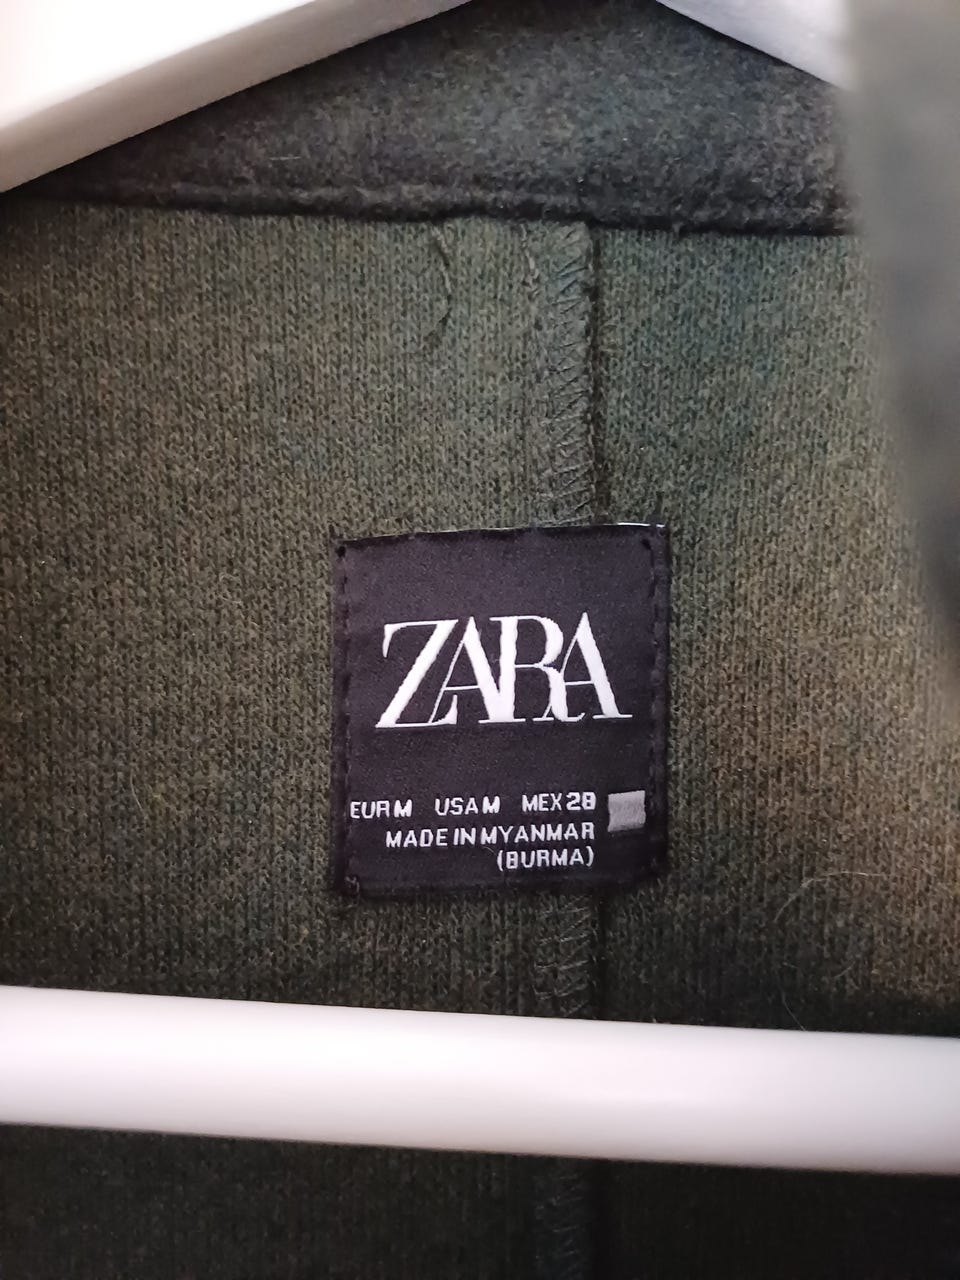 ZARA
EUR M USA M MEX 28
MADE IN MYANMAR
(BURMA)